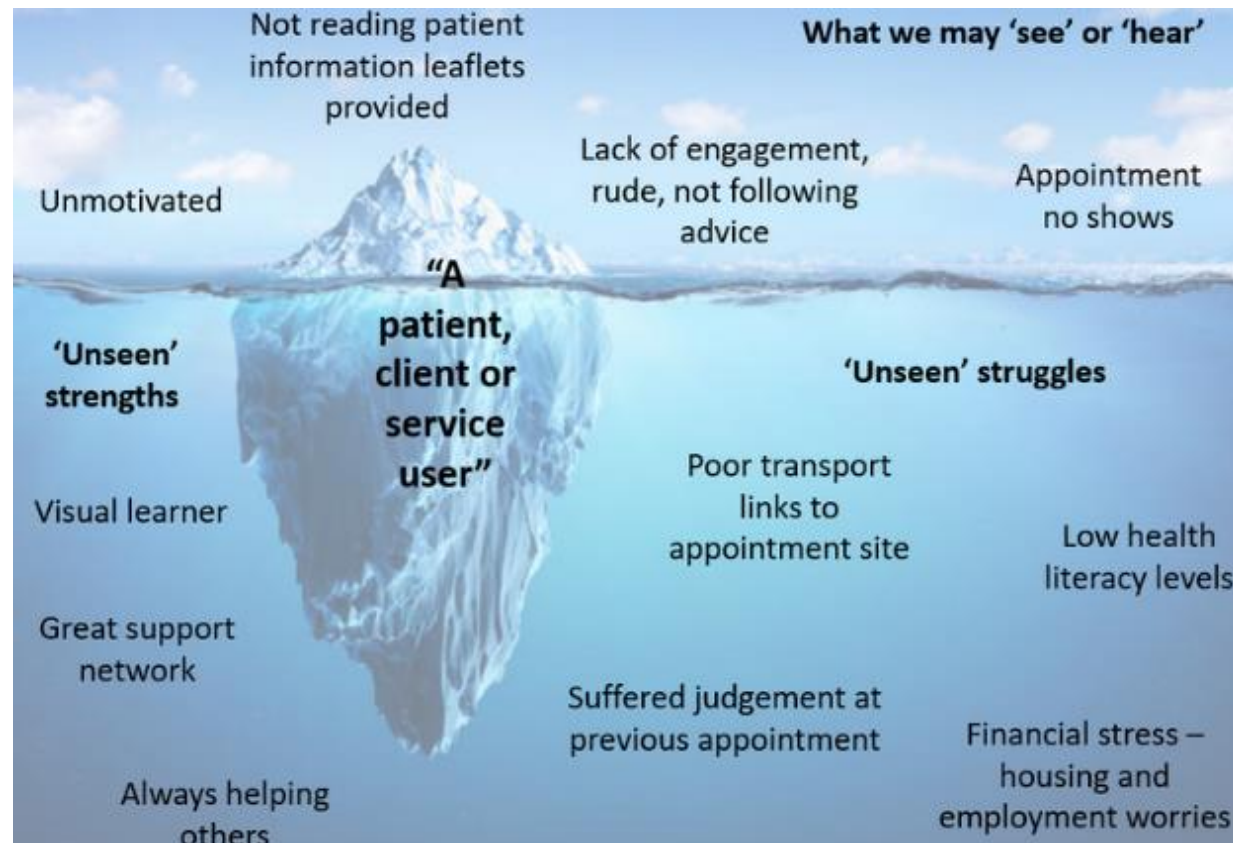 Not reading patient
information leaflets
provided
What we may ‘see’ or ‘hear’
Unmotivated
Lack of engagement,
rude, not following
advice
Appointment
no shows
“A
patient,
client or
service
user”
‘Unseen’
strengths
‘Unseen’ struggles
Visual learner
Poor transport
links to
appointment site
Low health
literacy levels
Great support
network
Suffered judgement at
previous appointment
Financial stress –
housing and
employment worries
Always helping
others